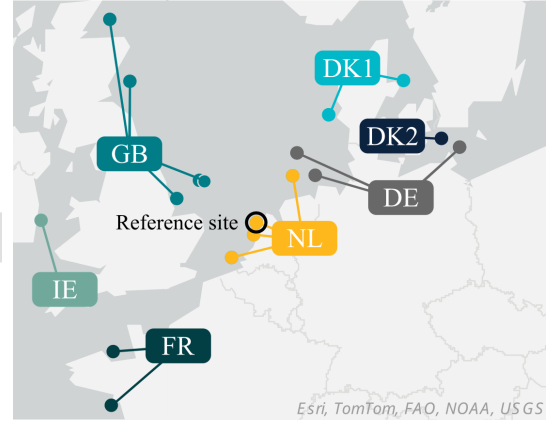 DK1
DK2
GB
DE
Reference site
NL
IE
FR
Esri, TomTom, FAO, NOAA, USGS